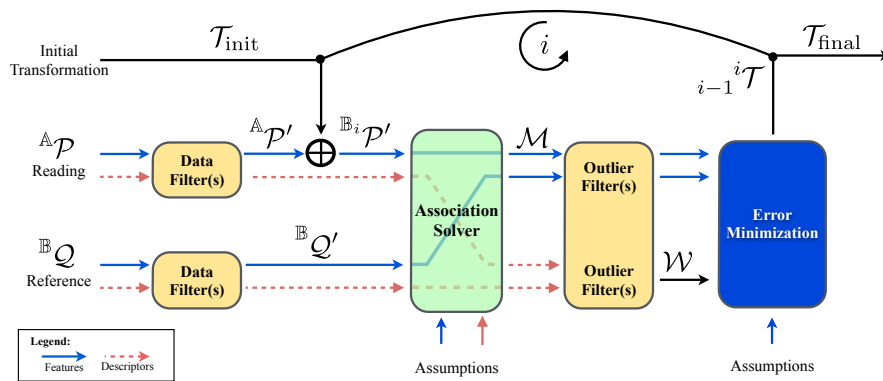 𝒯init
i
𝒯final
Initial
Transformation
i−1 i𝒯
𝔸𝒫
𝔸𝒫′
𝔹i𝒫′
ℳ
Reading
Data
Filter(s)
Outlier
Filter(s)
Association
Solver
Error
Minimization
𝔹𝒬
𝔹𝒬′
Reference
Data
Filter(s)
Outlier
Filter(s)
𝒲
Legend:
Features
Descriptors
Assumptions
Assumptions